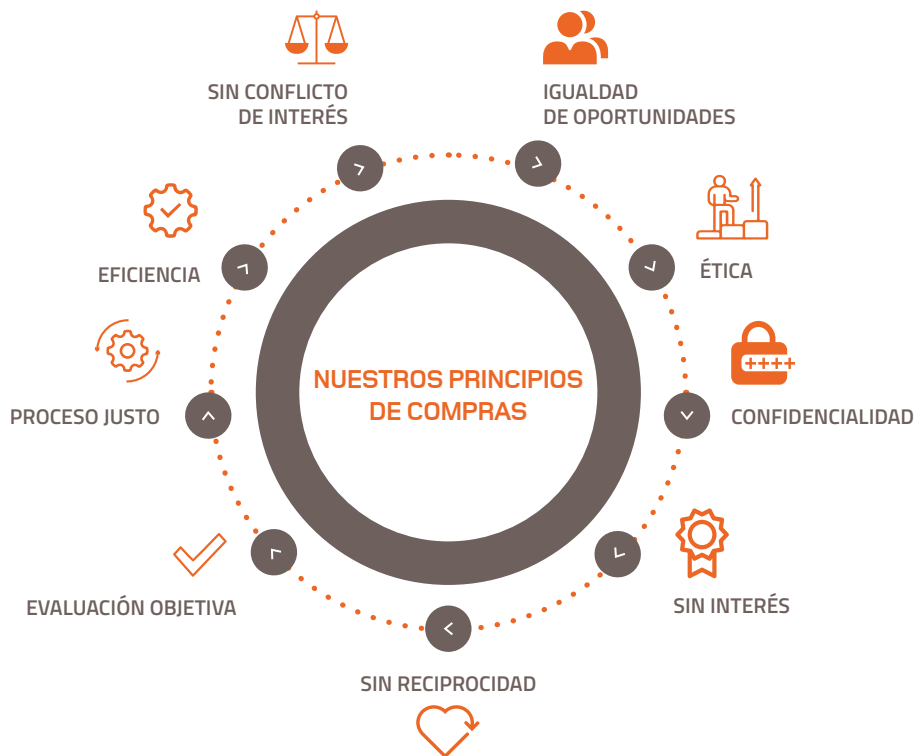 SIN CONFLICTO
DE INTERÉS
IGUALDAD
DE OPORTUNIDADES
EFICIENCIA
ÉTICA
++++
NUESTROS PRINCIPIOS
DE COMPRAS
PROCESO JUSTO
CONFIDENCIALIDAD
EVALUACIÓN OBJETIVA
SIN INTERÉS
SIN RECIPROCIDAD